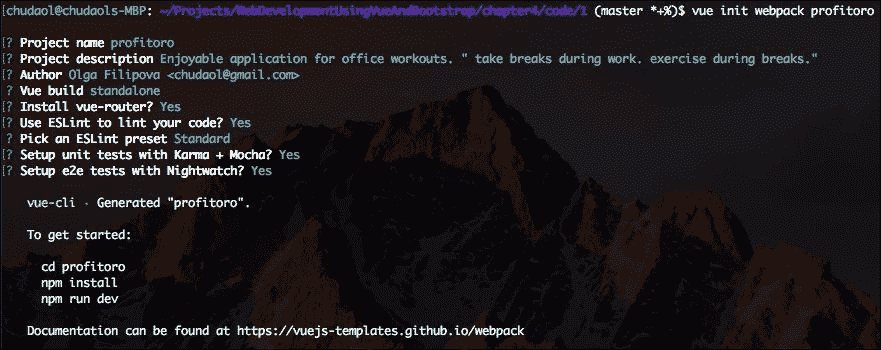 [chudaol@chudaols-MBP: ~/Projects/WebDevelopmentUsingVueAndBootstrap/chapter4/code/1 (master *+%)$ vue init webpack profitoro
[? Project name profitoro
[? Project description Enjoyable application for office workouts. " take breaks during work. exercise during breaks."
[? Author Olga Filipova <chudaol@gmail.com>
? Vue build standalone
[? Install vue-router? Yes
[? Use ESLint to lint your code? Yes
? Pick an ESLint preset Standard
[? Setup unit tests with Karma + Mocha? Yes
[? Setup e2e tests with Nightwatch? Yes
vue-cli · Generated "profitoro".
To get started:
cd profitoro
npm install
npm run dev
Documentation can be found at https://vuejs-templates.github.io/webpack